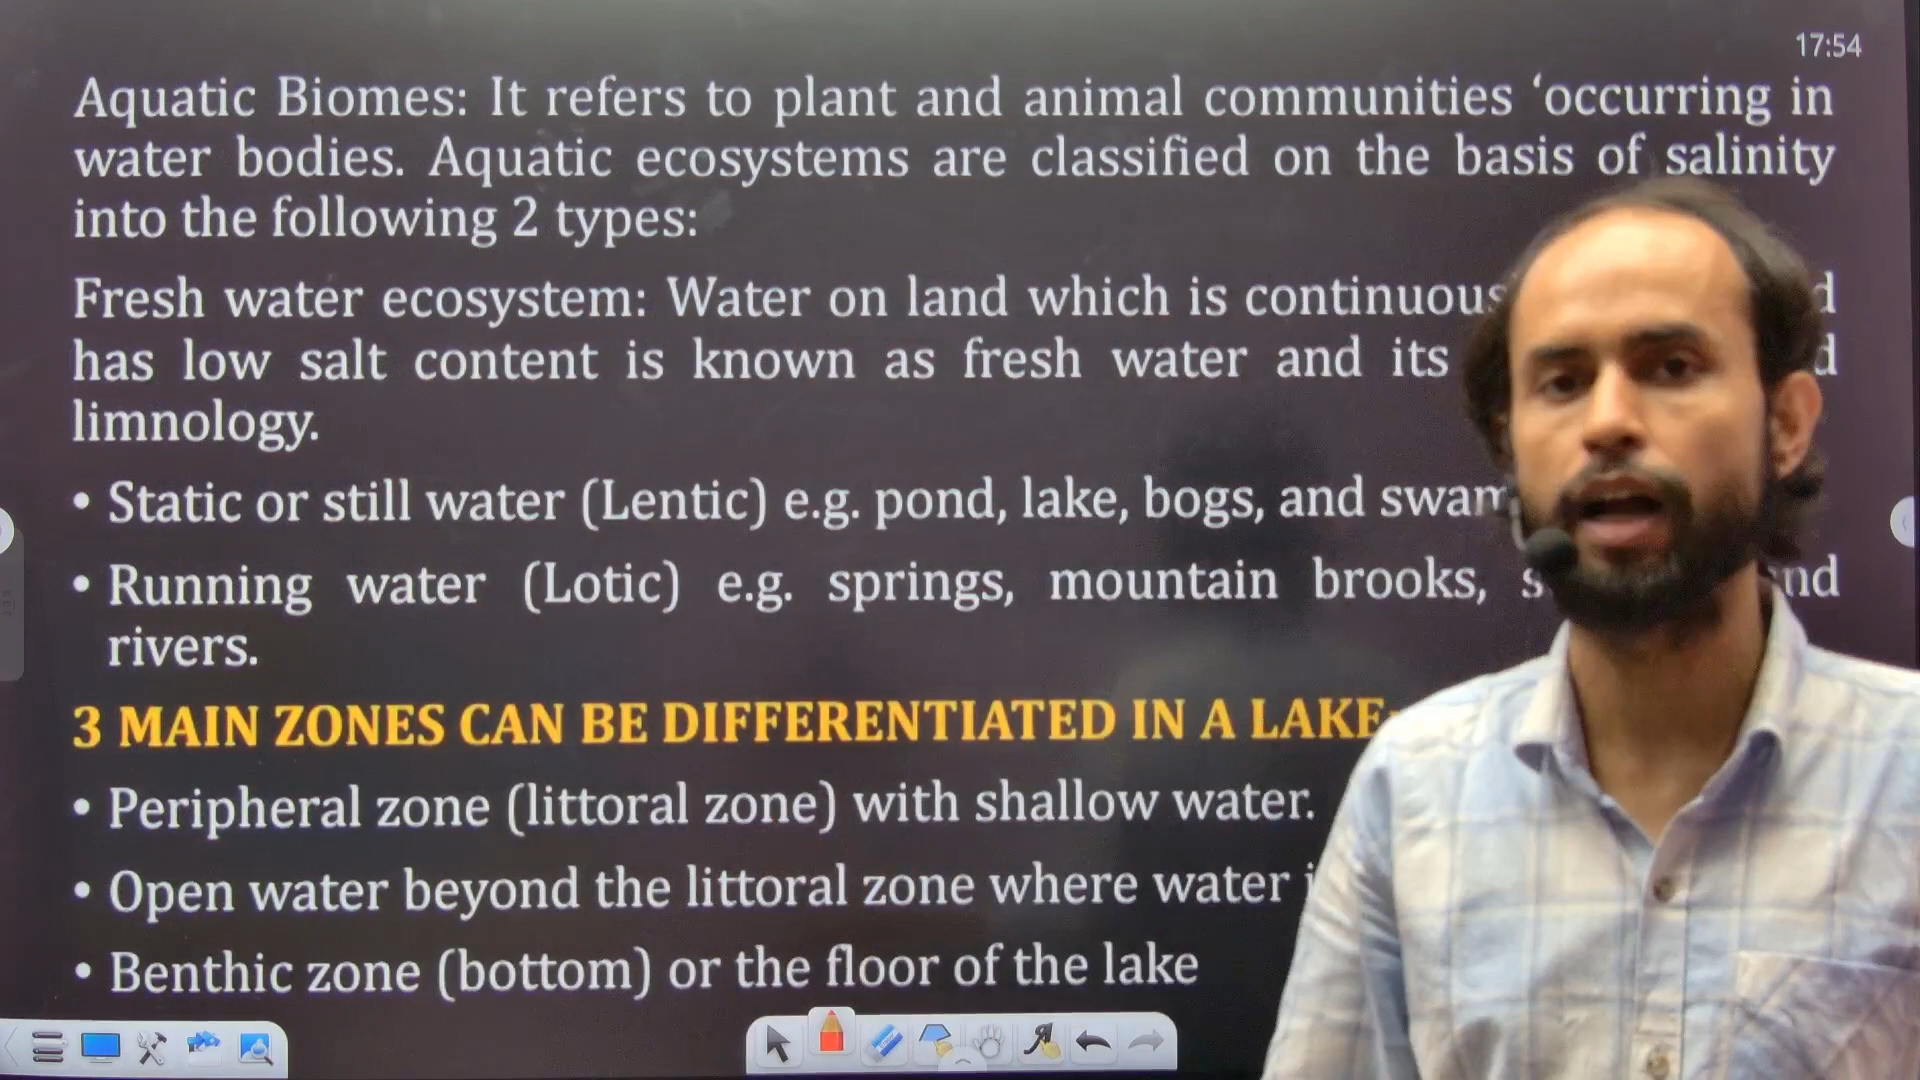 17:54
Aquatic Biomes: It refers to plant and animal communities ‘occurring in
water bodies. Aquatic ecosystems are classified on the basis of salinity
into the following 2 types:
Fresh water ecosystem: Water on land which is
has low salt content is known as fresh water and its
limnology.
• Static or still water (Lentic) e.g. pond, lake, bogs, and
• Running water (Lotic) e.g. springs, mountain brooks,
rivers.
3 MAIN ZONES CAN BE DIFFERENTIATED IN A LAKE-
• Peripheral zone (littoral zone) with shallow water.
• Open water beyond the littoral zone where water
• Benthic zone (bottom) or the floor of the lake